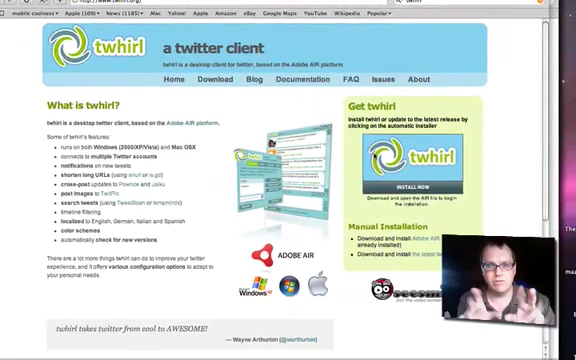 http://www.twhirl.org/
twhirl
mobile coolness Apple (109) News (1185) Mac Yahoo! Apple Amazon eBay Google Maps YouTube Wikipedia Popular
twhirl
a twitter client
twhirl is a desktop client for twitter, based on the Adobe AIR platform
Home Download Blog Documentation FAQ Issues About
What is twhirl?
twhirl is a desktop twitter client, based on the Adobe AIR platform.
Some of twhirl's features:
runs on both Windows (2000/XP/Vista) and Mac OSX
connects to multiple Twitter accounts
notifications on new tweets
shorten long URLs (using snurl or is.gd)
cross-post updates to Pownce and Jaiku
post images to TwitPic
search tweets (using TweetScan or terraminds)
timeline filtering
localized to English, German, Italian and Spanish
color schemes
automatically check for new versions
There are a lot more things twhirl can do to improve your twitter
experience, and it offers various configuration options to adapt to
your personal needs.
ADOBE AIR
Windows
Get twhirl
Install twhirl or update to the latest release by
clicking on the automatic installer
twhirl
INSTALL NOW
Download and open the AIR file to begin
the installation.
Manual Installation
Download and install Adobe AIR
already installed)
Download and install the latest
seesm
twhirl takes twitter from cool to AWESOME!
— Wayne Arthurton (@warthurton)
The
maz